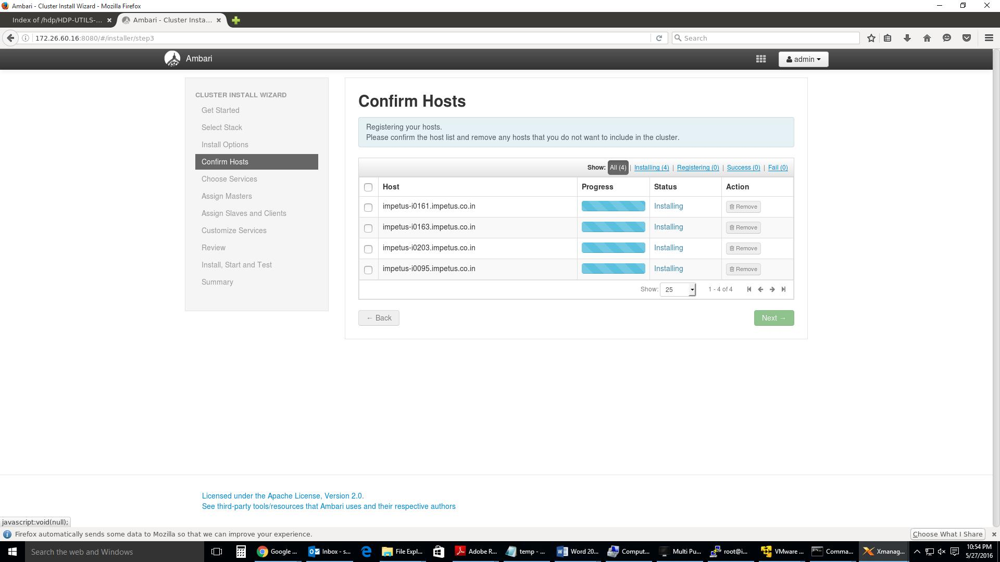 Ambari - Cluster Install Wizard - Mozilla Firefox
Index of /hdp/HDP-UTILS-...
Ambari - Cluster Insta...
172.26.60.16:8080/#/installer/step3
Search
Ambari
admin
CLUSTER INSTALL WIZARD
Get Started
Select Stack
Install Options
Confirm Hosts
Choose Services
Assign Masters
Assign Slaves and Clients
Customize Services
Review
Install, Start and Test
Summary
Confirm Hosts
Registering your hosts.
Please confirm the host list and remove any hosts that you do not want to include in the cluster.
Show: All (4) | Installing (4) | Registering (0) | Success (0) | Fail (0)
Host Progress Status Action
impetus-i0161.impetus.co.in Installing Remove
impetus-i0163.impetus.co.in Installing Remove
impetus-i0203.impetus.co.in Installing Remove
impetus-i0095.impetus.co.in Installing Remove
Show: 25 1 - 4 of 4
← Back
Next →
Licensed under the Apache License, Version 2.0.
See third-party tools/resources that Ambari uses and their respective authors
javascript:void(null);
Firefox automatically sends some data to Mozilla so that we can improve your experience.
Choose What I Share
Search the web and Windows
Google ...
Inbox - s...
File Expl...
Adobe R...
temp - ...
Word 20...
Comput...
Multi Pu...
root@i...
VMware ...
Comma...
Xmanag...
10:54 PM
5/27/2016